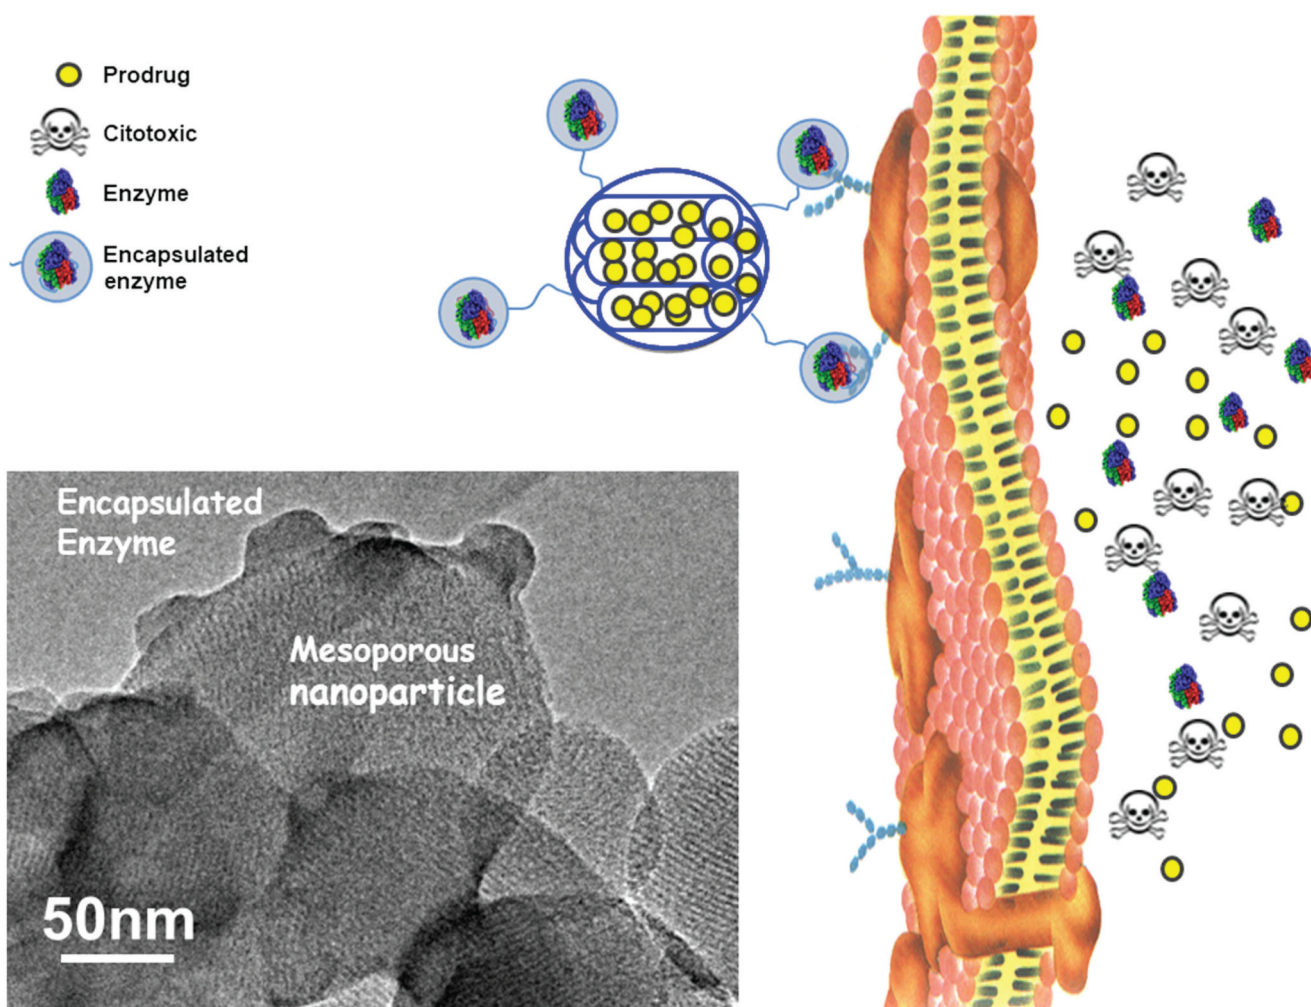 Prodrug
Citotoxic
Enzyme
Encapsulated
enzyme
Encapsulated
Enzyme
Mesoporous
nanoparticle
50nm